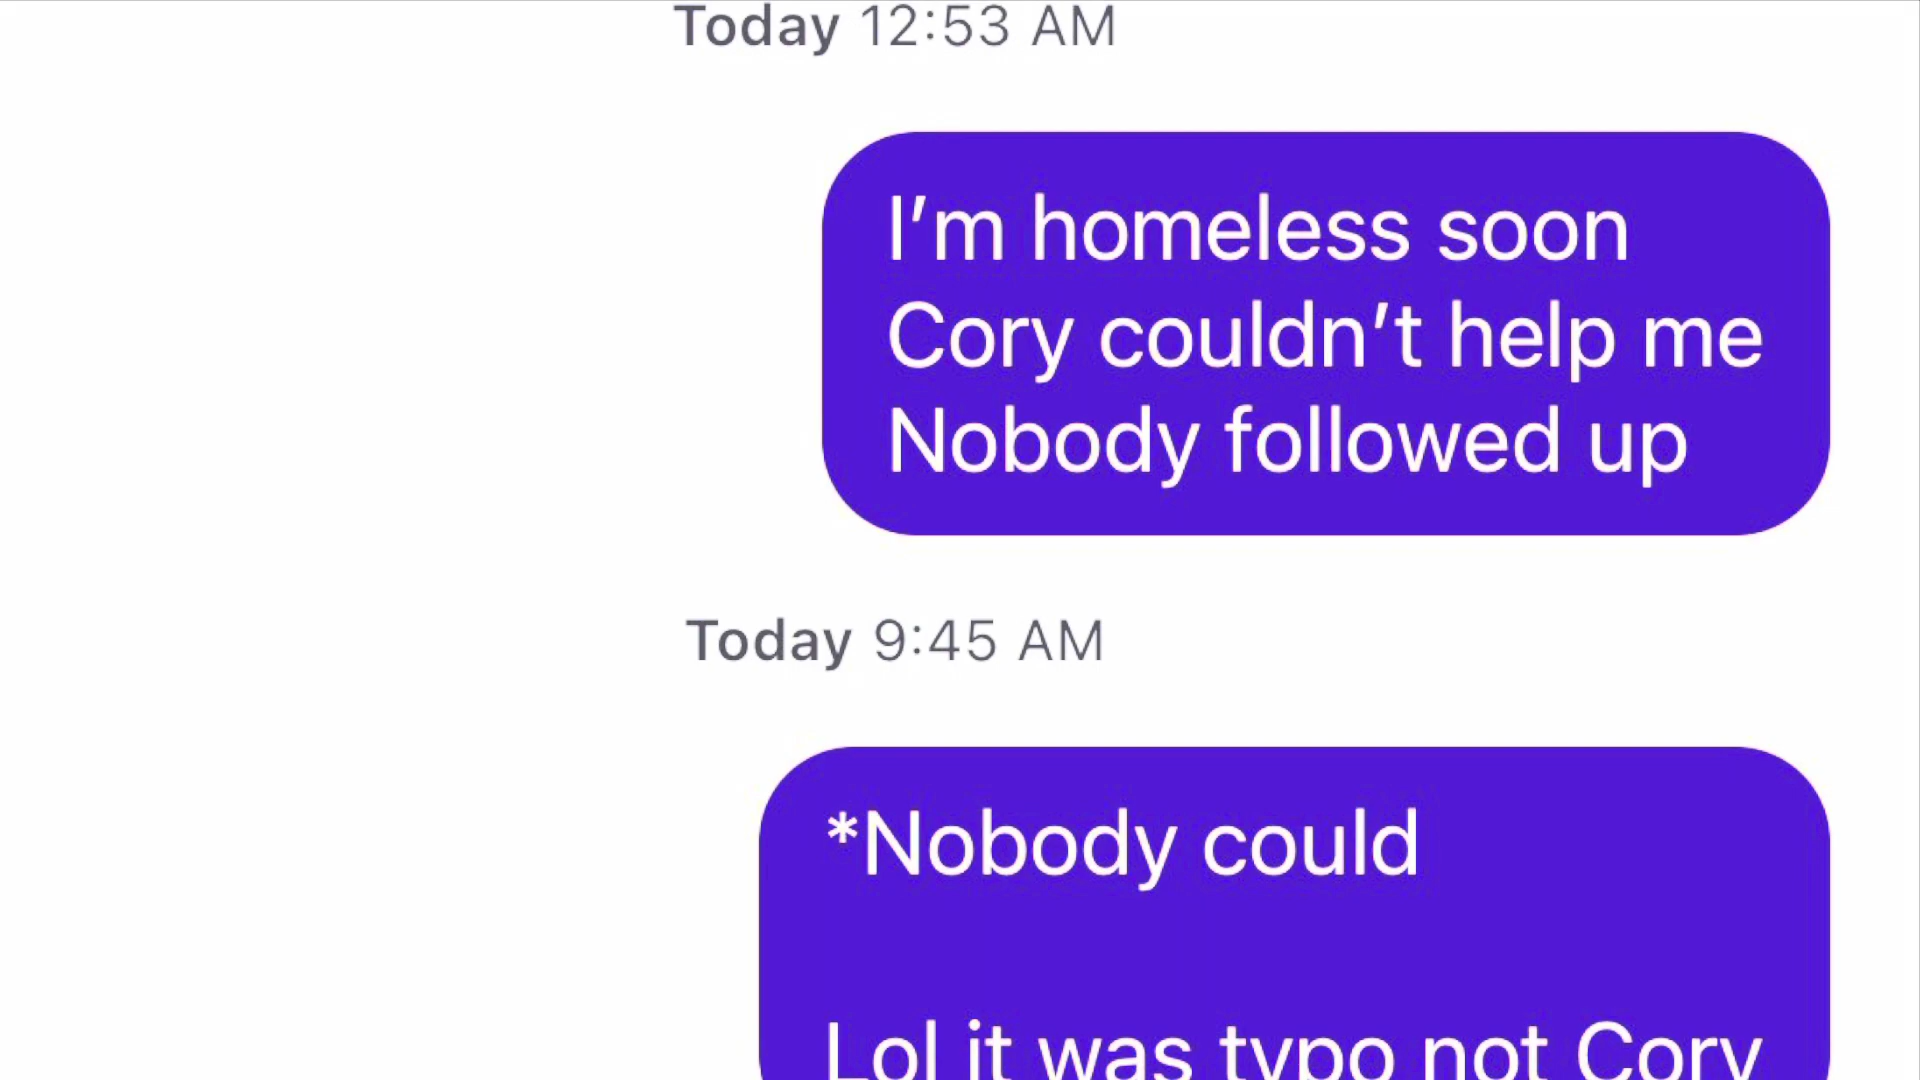 Today 12:53 AM
I’m homeless soon
Cory couldn’t help me
Nobody followed up
Today 9:45 AM
*Nobody could
Lol it was typo not Cory